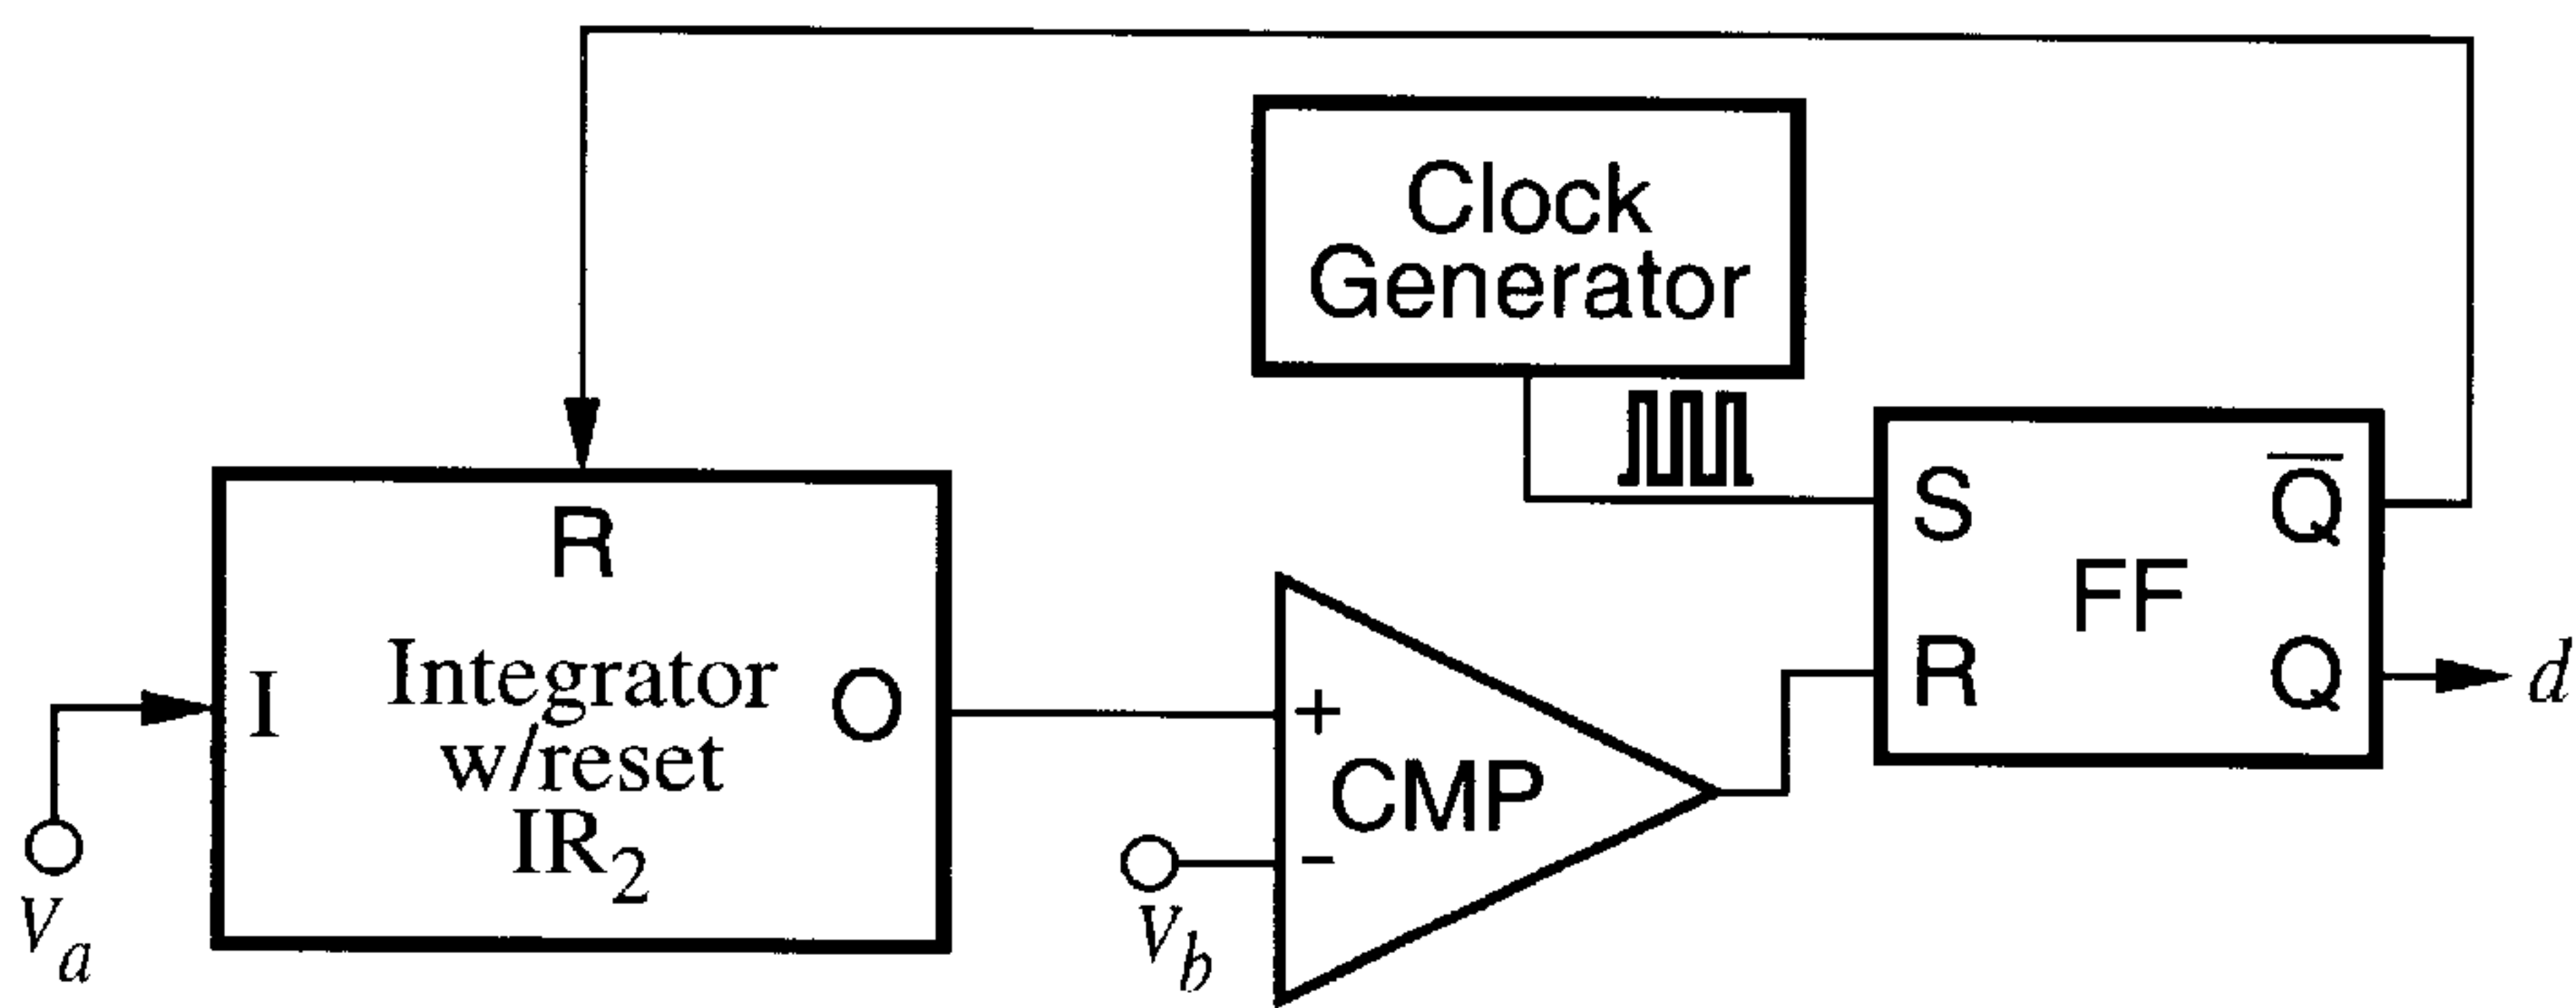 Clock
Generator
R
I
Integrator
w/reset
IR2
O
Va
+
CMP
-
Vb
S
R
FF
Q̅
Q
d